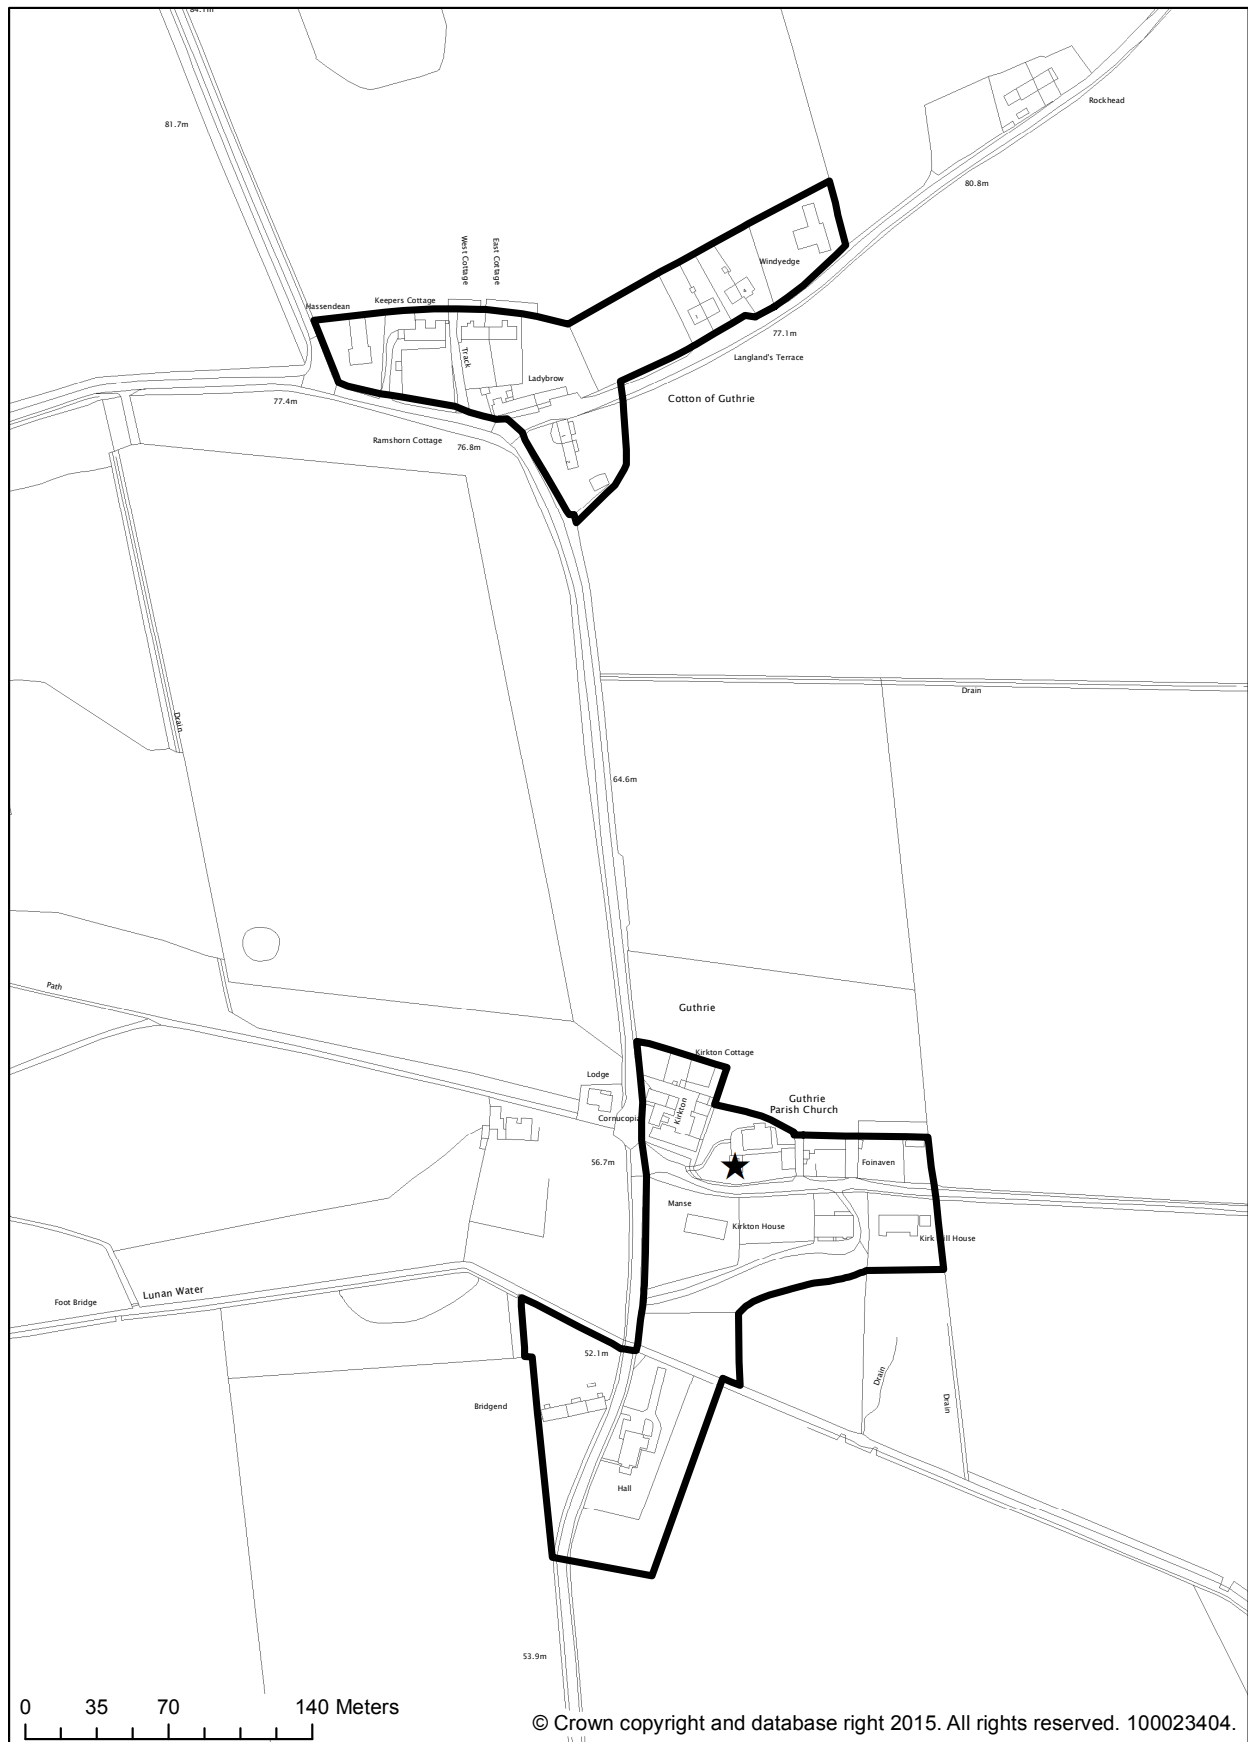 81.7m
Rockhead
80.8m
West Cottage
East Cottage
Windyedge
Hassendean
Keepers Cottage
77.1m
Track
Langland's Terrace
Ladybrow
Cotton of Guthrie
77.4m
Ramshorn Cottage
76.8m
Drain
Drain
64.6m
Path
Guthrie
Kirkton Cottage
Lodge
Guthrie
Parish Church
Cornucopia
Kirkton
56.7m
Foinaven
Manse
Kirkton House
Kirk Hill House
Lunan Water
Foot Bridge
52.1m
Drain
Drain
Bridgend
Hall
53.9m
0 35 70 140 Meters
© Crown copyright and database right 2015. All rights reserved. 100023404.